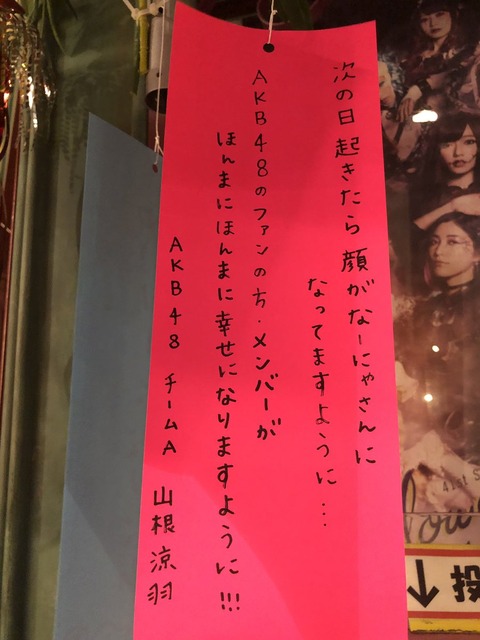 次の日起きたら顔がなーにゃさんに
なってますように…
AKB48のファンの方・メンバーが
ほんまにほんまに幸せになりますように!!!
AKB48 チームA 山根涼羽
41st S
You
↓投